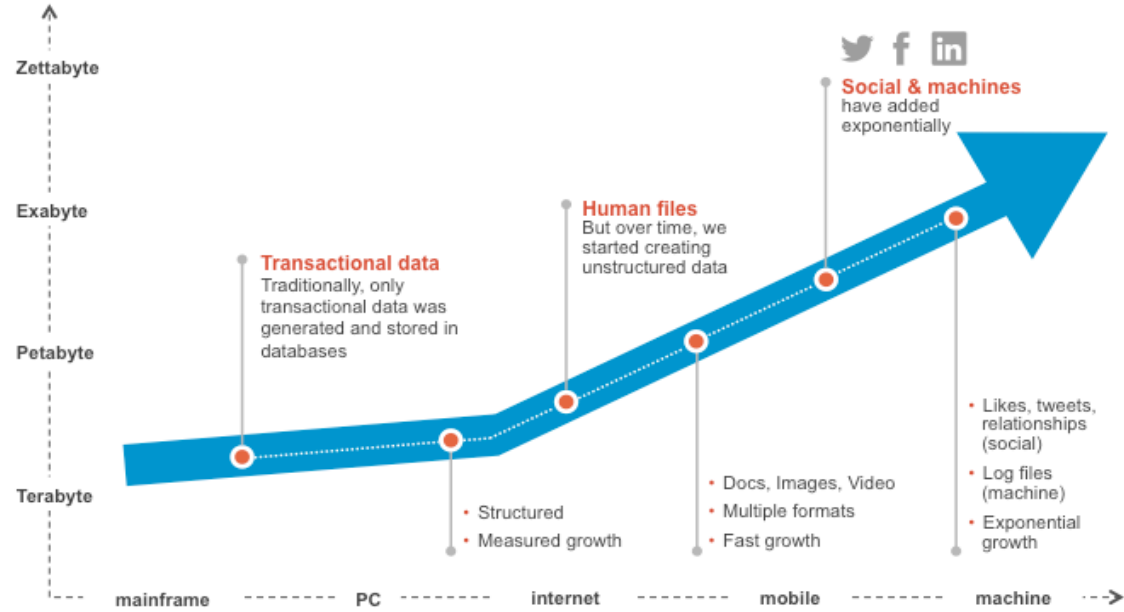 Zettabyte
Exabyte
Petabyte
Terabyte
Transactional data
Traditionally, only
transactional data was
generated and stored in
databases
Structured
Measured growth
Human files
But over time, we
started creating
unstructured data
Docs, Images, Video
Multiple formats
Fast growth
Social & machines
have added
exponentially
Likes, tweets,
relationships
(social)
Log files
(machine)
Exponential
growth
mainframe
PC
internet
mobile
machine